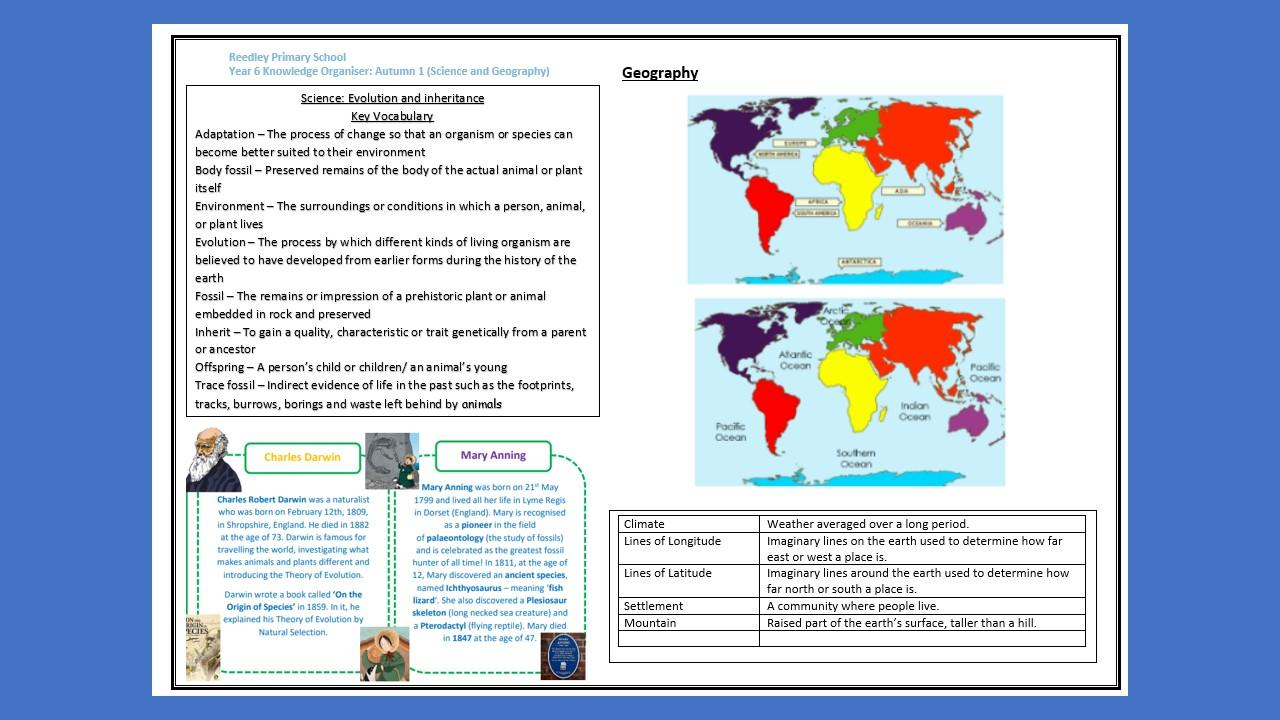 Reedley Primary School
Year 6 Knowledge Organiser: Autumn 1 (Science and Geography)
Science: Evolution and inheritance
Key Vocabulary
Adaptation – The process of change so that an organism or species can
become better suited to their environment
Body fossil – Preserved remains of the body of the actual animal or plant
itself
Environment – The surroundings or conditions in which a person, animal,
or plant lives
Evolution – The process by which different kinds of living organism are
believed to have developed from earlier forms during the history of the
earth
Fossil – The remains or impression of a prehistoric plant or animal
embedded in rock and preserved
Inherit – To gain a quality, characteristic or trait genetically from a parent
or ancestor
Offspring – A person's child or children/ an animal's young
Trace fossil – Indirect evidence of life in the past such as the footprints,
tracks, burrows, borings and waste left behind by animals
Charles Darwin
Charles Robert Darwin was a naturalist
who was born on February 12th, 1809,
in Shropshire, England. He died in 1882
at the age of 73. Darwin is famous for
travelling the world, investigating what
makes animals and plants different and
introducing the Theory of Evolution.
Darwin wrote a book called 'On the
Origin of Species' in 1859. In it, he
explained his Theory of Evolution by
Natural Selection.
Mary Anning
Mary Anning was born on 21st May
1799 and lived all her life in Lyme Regis
in Dorset (England). Mary is recognised
as a pioneer in the field
of palaeontology (the study of fossils)
and is celebrated as the greatest fossil
hunter of all time! In 1811, at the age of
12, Mary discovered an ancient species,
named Ichthyosaurus – meaning 'fish
lizard'. She also discovered a Plesiosaur
skeleton (long necked sea creature) and
a Pterodactyl (flying reptile). Mary died
in 1847 at the age of 47.
Geography
EUROPE
NORTH AMERICA
ASIA
AFRICA
SOUTH AMERICA
OCEANIA
ANTARCTICA
Arctic
Ocean
Atlantic
Ocean
Pacific
Ocean
Indian
Ocean
Pacific
Ocean
Southern
Ocean
Climate Weather averaged over a long period.
Lines of Longitude Imaginary lines on the earth used to determine how far
east or west a place is.
Lines of Latitude Imaginary lines around the earth used to determine how
far north or south a place is.
Settlement A community where people live.
Mountain Raised part of the earth's surface, taller than a hill.